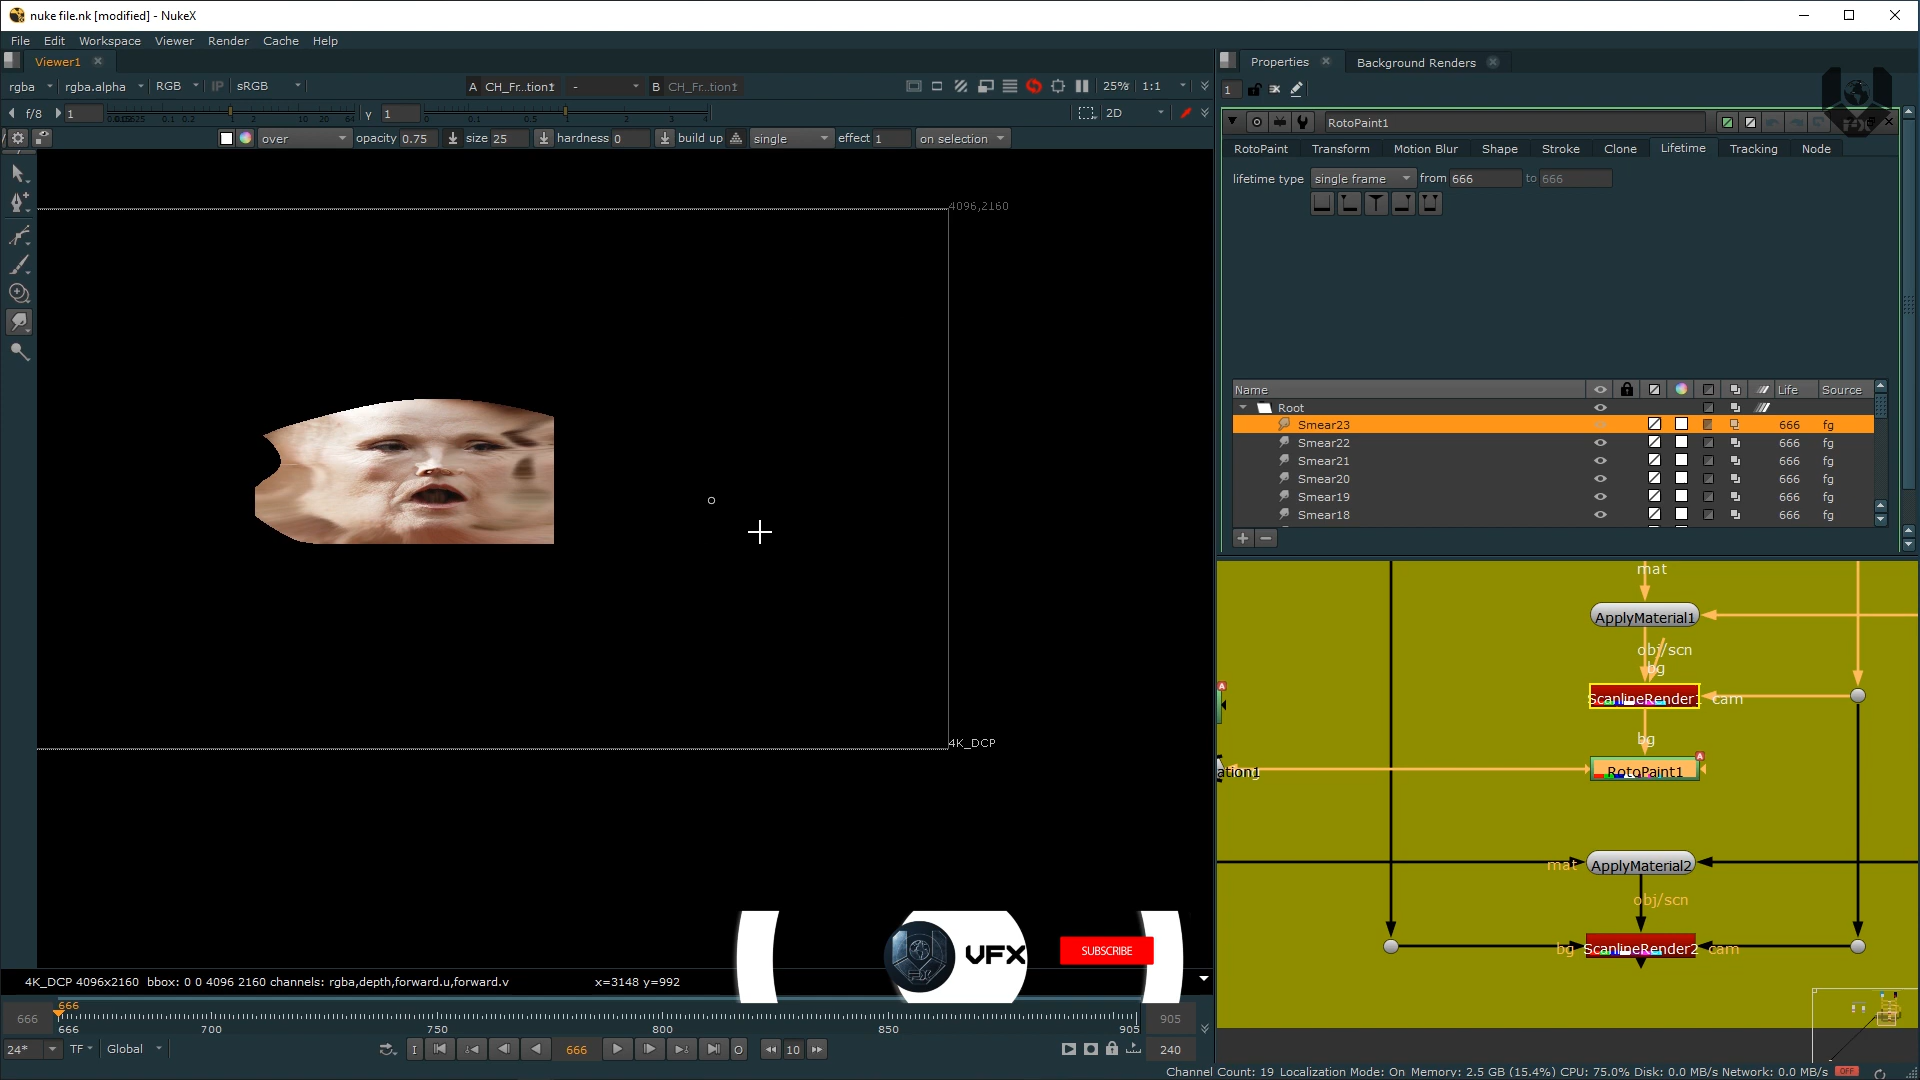 nuke file.nk [modified] - NukeX
File Edit Workspace Viewer Render Cache Help
Viewer1
Properties
Background Renders
rgba rgba.alpha RGB IP sRGB A CH_Fr...tion1 - B CH_Fr...tion1 25% 1:1
1
f/8 1 γ 1 2D
over opacity 0.75 size 25 hardness 0 build up single effect 1 on selection
RotoPaint1
RotoPaint Transform Motion Blur Shape Stroke Clone Lifetime Tracking Node
lifetime type single frame from 666 to 666
4096,2160
4K_DCP
Name Life Source
Root
Smear23 666 fg
Smear22 666 fg
Smear21 666 fg
Smear20 666 fg
Smear19 666 fg
Smear18 666 fg
mat
ApplyMaterial1
obj/scn
bg
ScanlineRender1 cam
bg
ation1
RotoPaint1
mat ApplyMaterial2
obj/scn
bg ScanlineRender2 cam
VFX
SUBSCRIBE
4K_DCP 4096x2160 bbox: 0 0 4096 2160 channels: rgba,depth,forward.u,forward.v x=3148 y=992
666
666 905
666 700 750 800 850 905
24* TF Global I 666 O 10 240
Channel Count: 19 Localization Mode: On Memory: 2.5 GB (15.4%) CPU: 75.0% Disk: 0.0 MB/s Network: 0.0 MB/s OFF